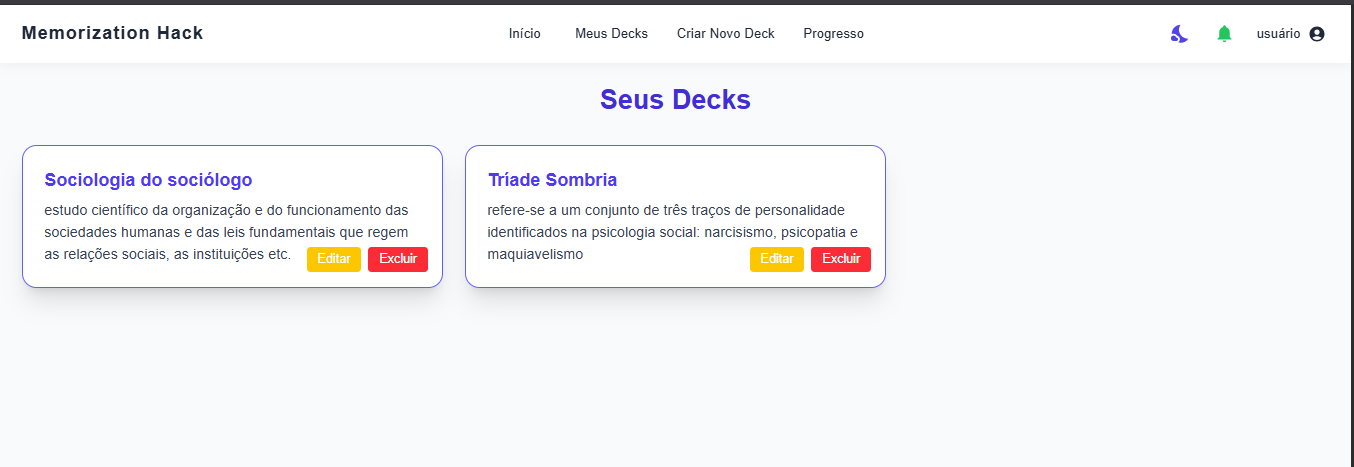 Memorization Hack
Início
Meus Decks
Criar Novo Deck
Progresso
usuário
Seus Decks
Sociologia do sociólogo
estudo científico da organização e do funcionamento das
sociedades humanas e das leis fundamentais que regem
as relações sociais, as instituições etc.
Editar
Excluir
Tríade Sombria
refere-se a um conjunto de três traços de personalidade
identificados na psicologia social: narcisismo, psicopatia e
maquiavelismo
Editar
Excluir